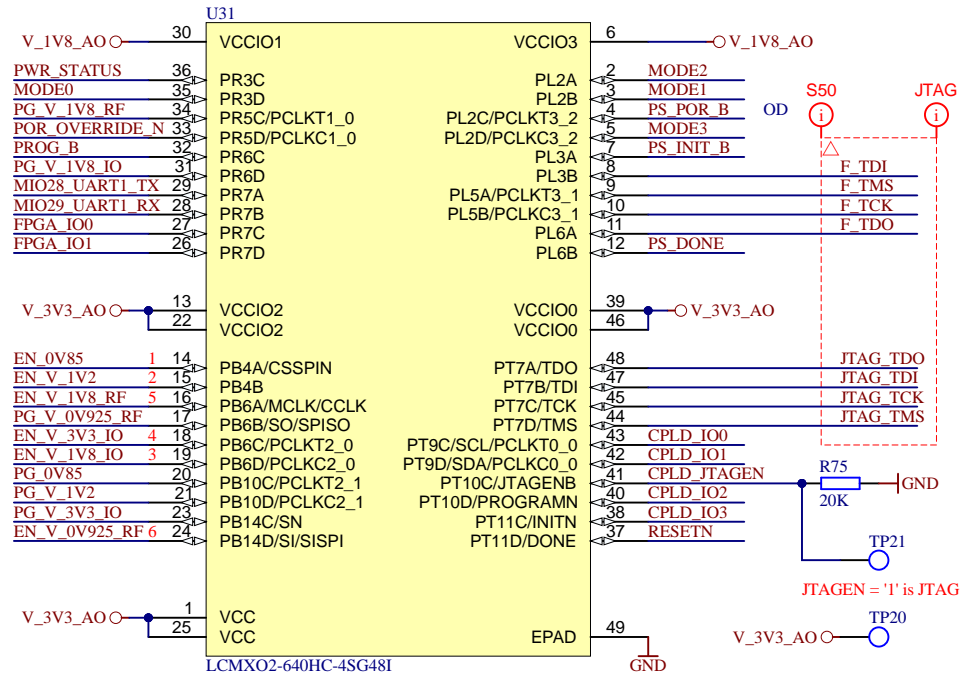 U31
V_1V8_AO 30 VCCIO1 VCCIO3 6 V_1V8_AO
PWR_STATUS 36 PR3C PL2A 2 MODE2
MODE0 35 PR3D PL2B 3 MODE1
PG_V_1V8_RF 34 PR5C/PCLKT1_0 PL2C/PCLKT3_2 4 PS_POR_B OD
S50 JTAG
i i
POR_OVERRIDE_N 33 PR5D/PCLKC1_0 PL2D/PCLKC3_2 5 MODE3
PROG_B 32 PR6C PL3A 7 PS_INIT_B
PG_V_1V8_IO 31 PR6D PL3B 8 F_TDI
MIO28_UART1_TX 29 PR7A PL5A/PCLKT3_1 9 F_TMS
MIO29_UART1_RX 28 PR7B PL5B/PCLKC3_1 10 F_TCK
FPGA_IO0 27 PR7C PL6A 11 F_TDO
FPGA_IO1 26 PR7D PL6B 12 PS_DONE
V_3V3_AO 13 VCCIO2 VCCIO0 39 V_3V3_AO
22 VCCIO2 VCCIO0 46
EN_0V85 1 14 PB4A/CSSPIN PT7A/TDO 48 JTAG_TDO
EN_V_1V2 2 15 PB4B PT7B/TDI 47 JTAG_TDI
EN_V_1V8_RF 5 16 PB6A/MCLK/CCLK PT7C/TCK 45 JTAG_TCK
PG_V_0V925_RF 17 PB6B/SO/SPISO PT7D/TMS 44 JTAG_TMS
EN_V_3V3_IO 4 18 PB6C/PCLKT2_0 PT9C/SCL/PCLKT0_0 43 CPLD_IO0
EN_V_1V8_IO 3 19 PB6D/PCLKC2_0 PT9D/SDA/PCLKC0_0 42 CPLD_IO1
PG_0V85 20 PB10C/PCLKT2_1 PT10C/JTAGENB 41 CPLD_JTAGEN R75 GND
PG_V_1V2 21 PB10D/PCLKC2_1 PT10D/PROGRAMN 40 CPLD_IO2 20K
PG_V_3V3_IO 23 PB14C/SN PT11C/INITN 38 CPLD_IO3
EN_V_0V925_RF 6 24 PB14D/SI/SISPI PT11D/DONE 37 RESETN
TP21
JTAGEN = '1' is JTAG
V_3V3_AO 1 VCC
25 VCC EPAD 49 V_3V3_AO TP20
LCMXO2-640HC-4SG48I GND